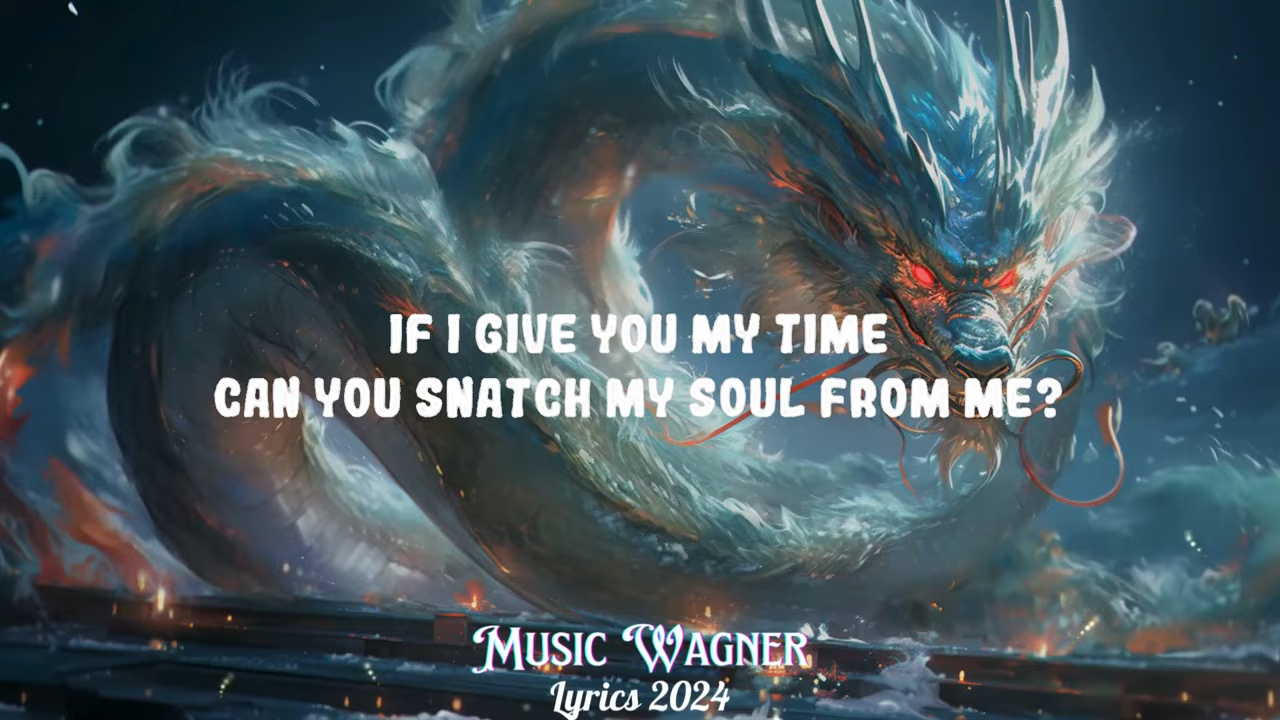 IF I GIVE YOU MY TIME
CAN YOU SNATCH MY SOUL FROM ME?
MUSIC WAGNER
Lyrics 2024